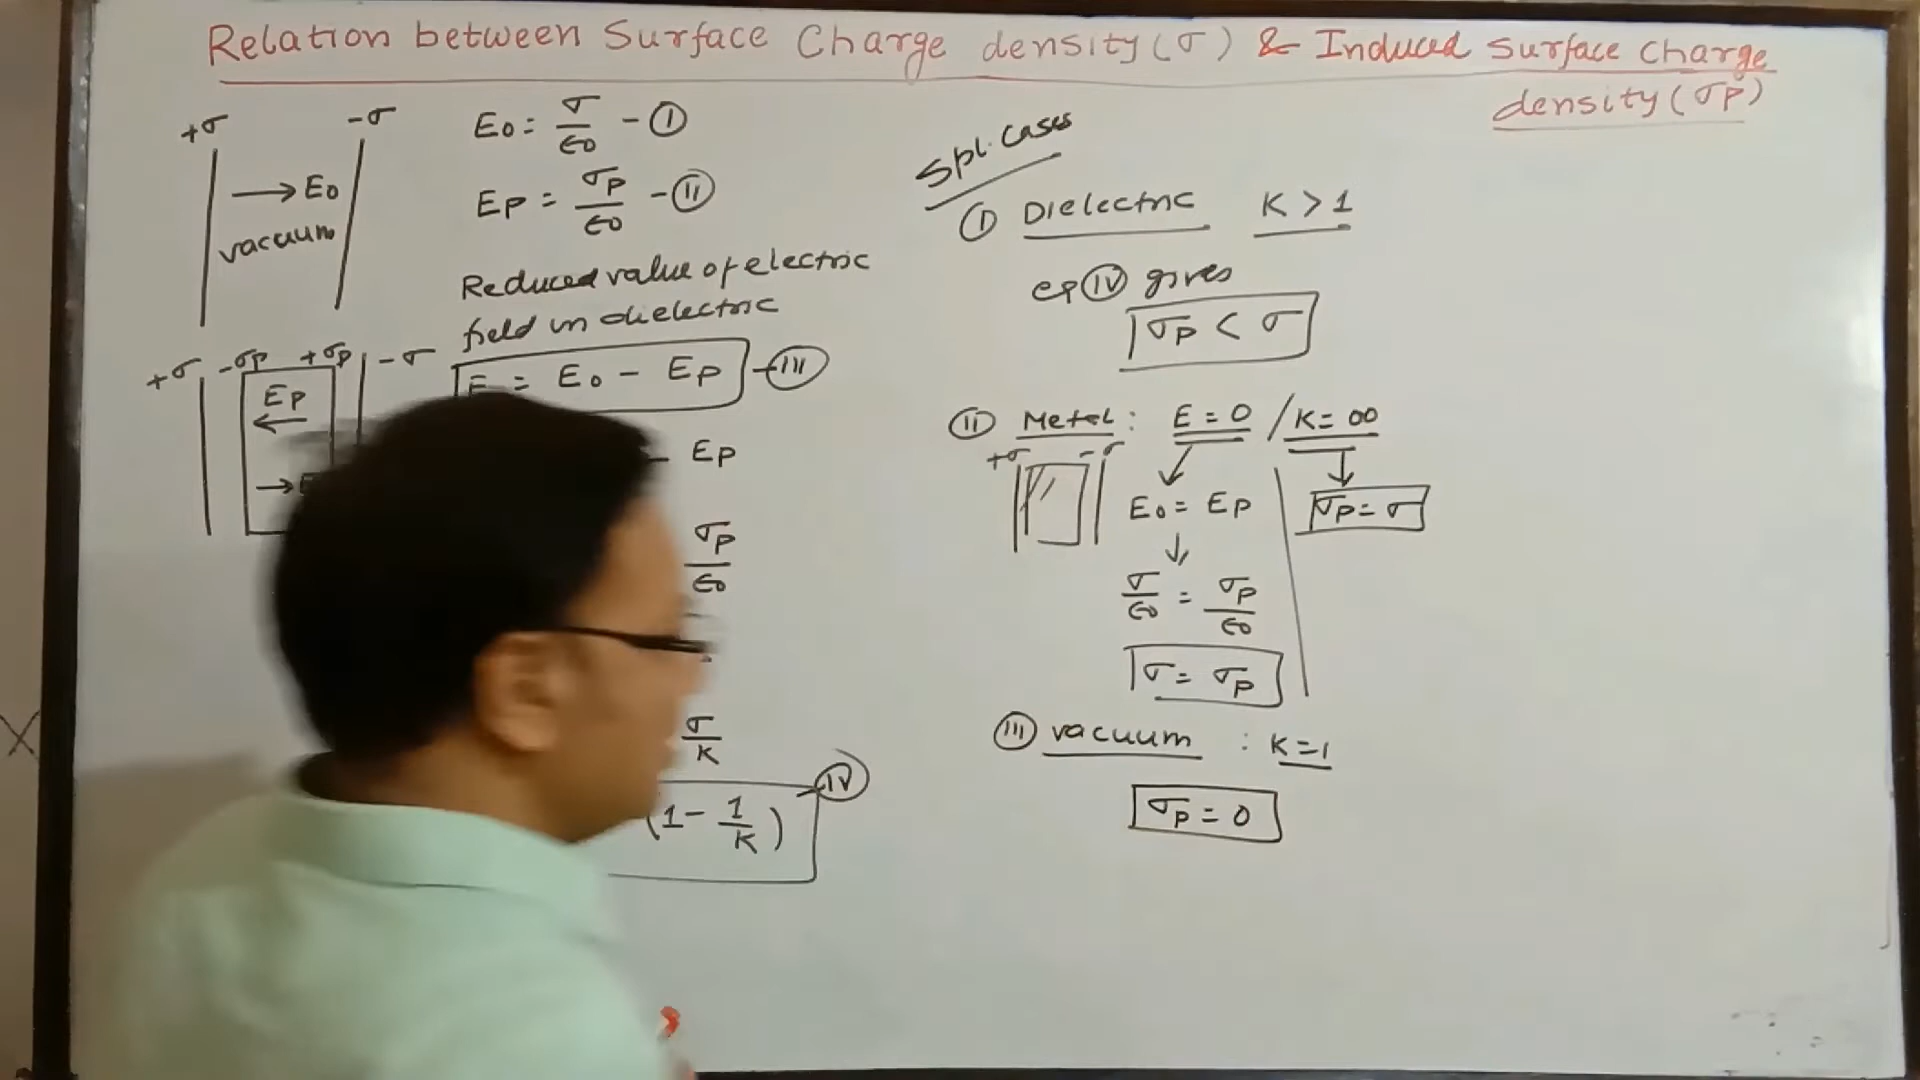 Relation between Surface Charge density (σ) & Induced surface charge
density (σp)
+σ -σ
→ E₀
vacuum
E₀ = σ/ϵ₀ - Ⓘ
Ep = σp/ϵ₀ - Ⓘⓘ
Reduced value of electric
field in dielectric
= E₀ - Ep - (III)
+σ -σp +σp -σ
Ep
←
→
Ep
σp/ϵ₀
σ/K
(1 - 1/K) - (IV)
Spl. Cases
(I) Dielectric K > 1
eq (IV) gives
σp < σ
(II) Metal : E = 0 / K = ∞
+σ -σ
E₀ = Ep
σp = σ
↓
σ/ϵ₀ = σp/ϵ₀
σ = σp
(III) vacuum : K = 1
σp = 0